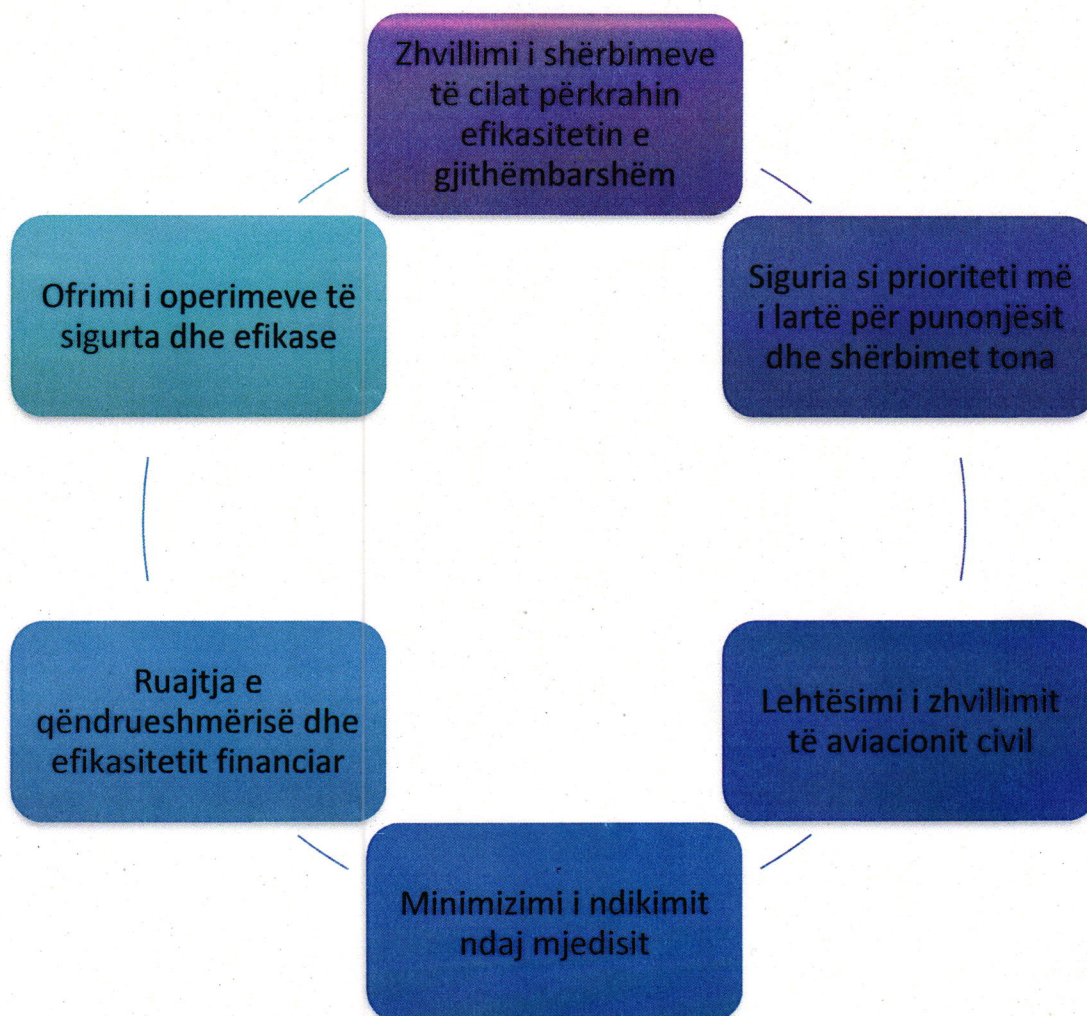 Zhvillimi i shërbimeve
të cilat përkrahin
efikasitetin e
gjithëmbarshëm
Siguria si prioriteti më
i lartë për punonjësit
dhe shërbimet tona
Lehtësimi i zhvillimit
të aviacionit civil
Minimizimi i ndikimit
ndaj mjedisit
Ruajtja e
qëndrueshmërisë dhe
efikasitetit financiar
Ofrimi i operimeve të
sigurta dhe efikase